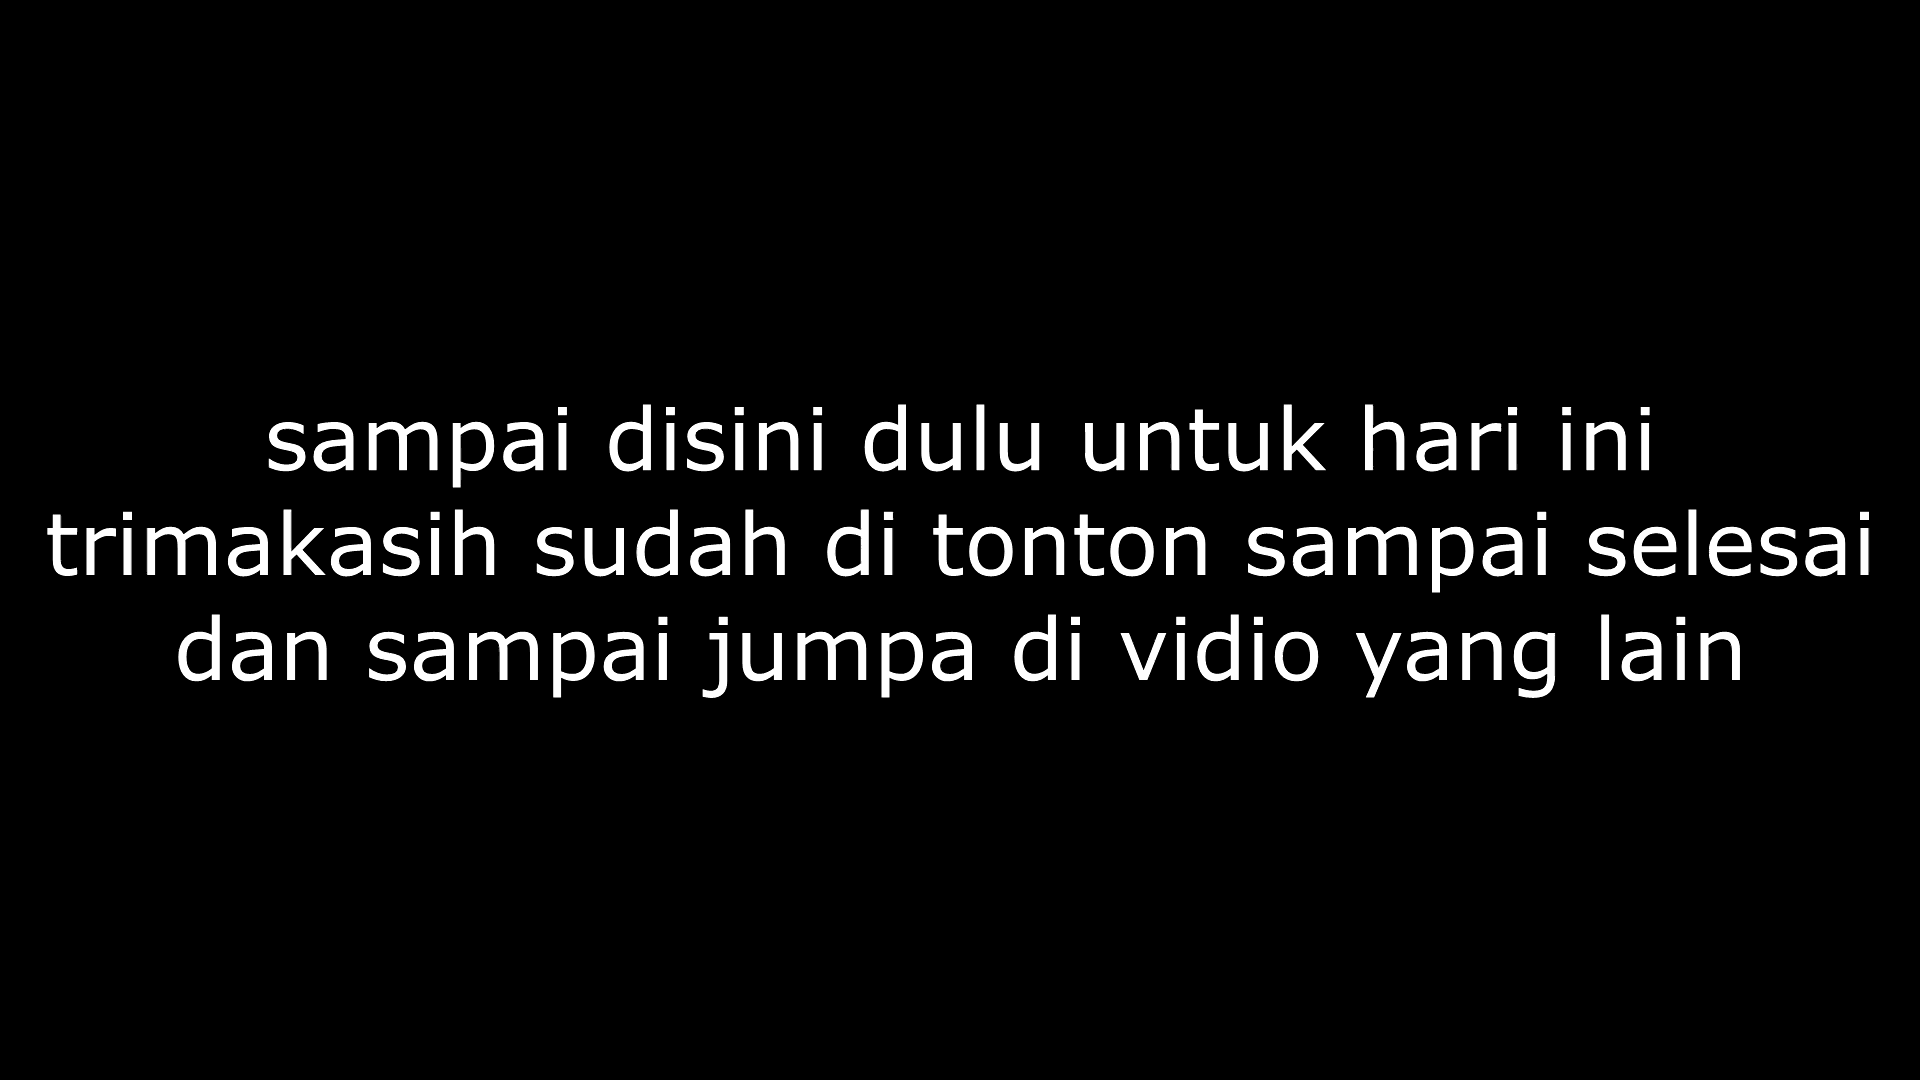 sampai disini dulu untuk hari ini
trimakasih sudah di tonton sampai selesai
dan sampai jumpa di vidio yang lain